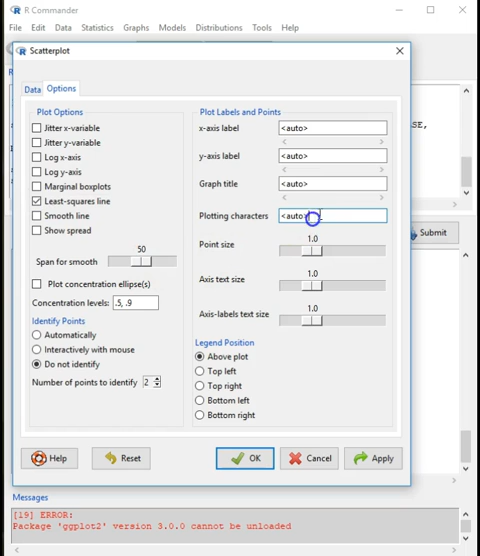 R Commander
File Edit Data Statistics Graphs Models Distributions Tools Help
Scatterplot
Data Options
Plot Options
Jitter x-variable
Jitter y-variable
Log x-axis
Log y-axis
Marginal boxplots
Least-squares line
Smooth line
Show spread
Span for smooth 50
Plot concentration ellipse(s)
Concentration levels: .5, .9
Identify Points
Automatically
Interactively with mouse
Do not identify
Number of points to identify 2
Plot Labels and Points
x-axis label <auto>
y-axis label <auto>
Graph title <auto>
Plotting characters <auto>
Point size 1.0
Axis text size 1.0
Axis-labels text size 1.0
Legend Position
Above plot
Top left
Top right
Bottom left
Bottom right
Help Reset OK Cancel Apply
SE,
Submit
Messages
[19] ERROR:
Package 'ggplot2' version 3.0.0 cannot be unloaded